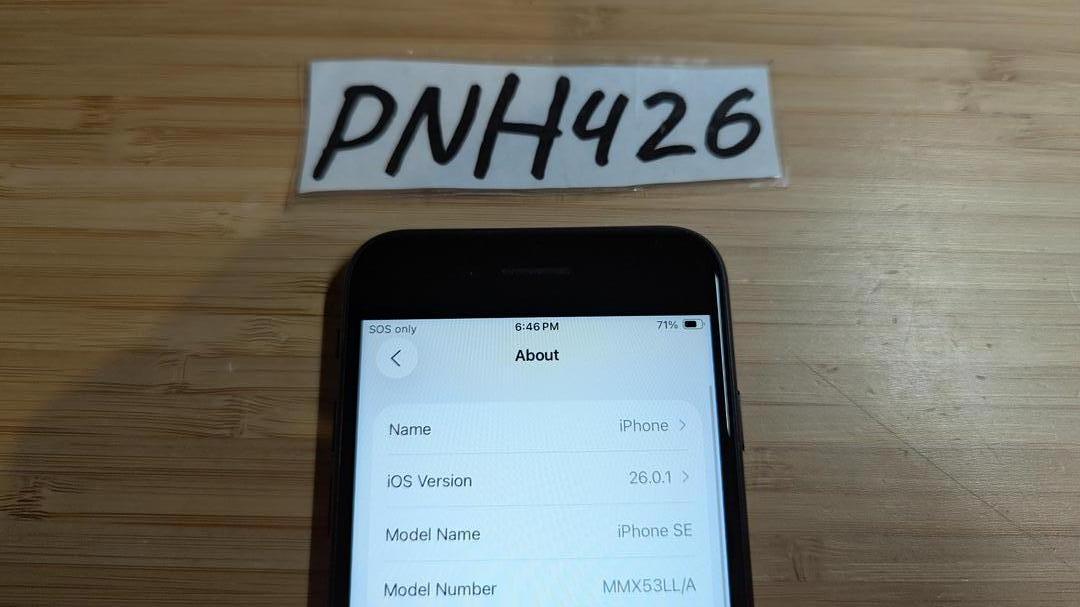 PNH426
SOS only 6:46 PM 71%
About
Name iPhone
iOS Version 26.0.1
Model Name iPhone SE
Model Number MMX53LL/A